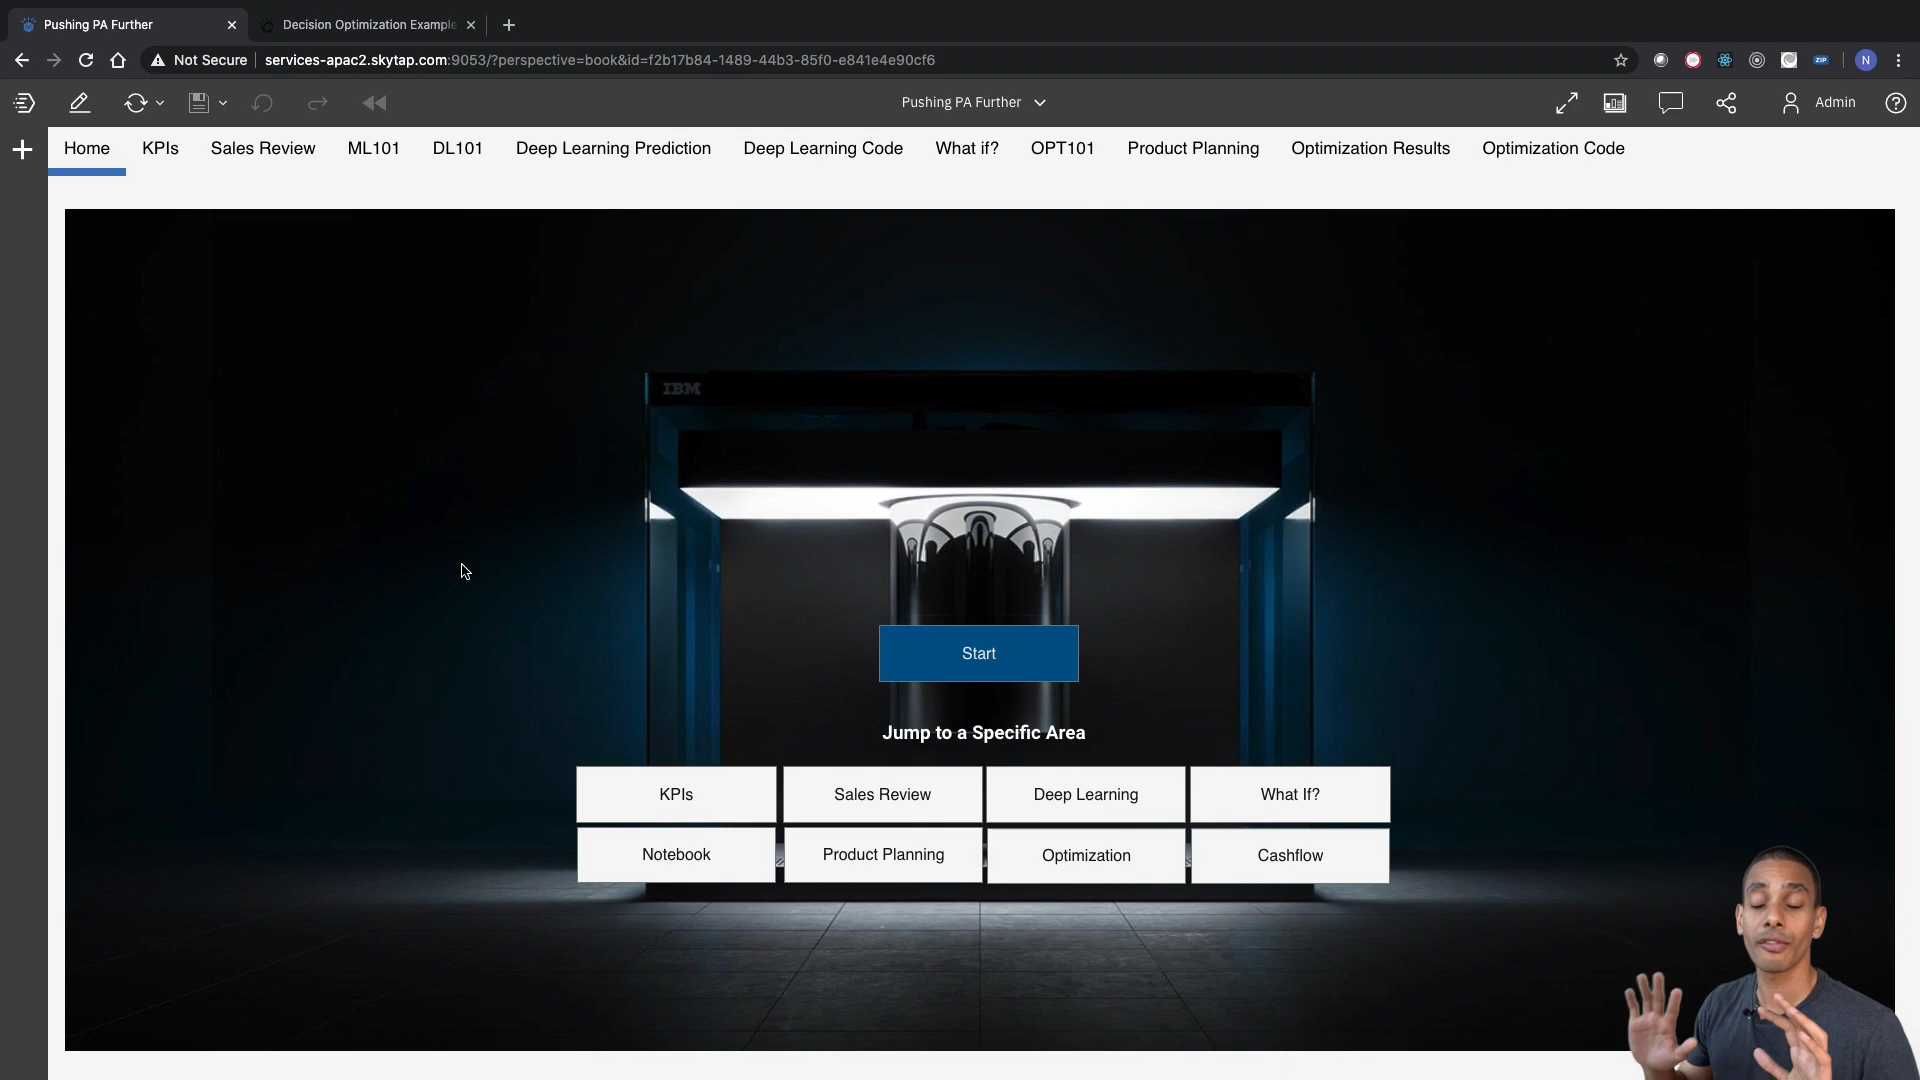 Pushing PA Further
Decision Optimization Example
Not Secure
services-apac2.skytap.com:9053/?perspective=book&id=f2b17b84-1489-44b3-85f0-e841e4e90cf6
ZIP
N
Pushing PA Further
Admin
Home KPIs Sales Review ML101 DL101 Deep Learning Prediction Deep Learning Code What if? OPT101 Product Planning Optimization Results Optimization Code
IBM
Start
Jump to a Specific Area
KPIs Sales Review Deep Learning What If?
Notebook Product Planning Optimization Cashflow